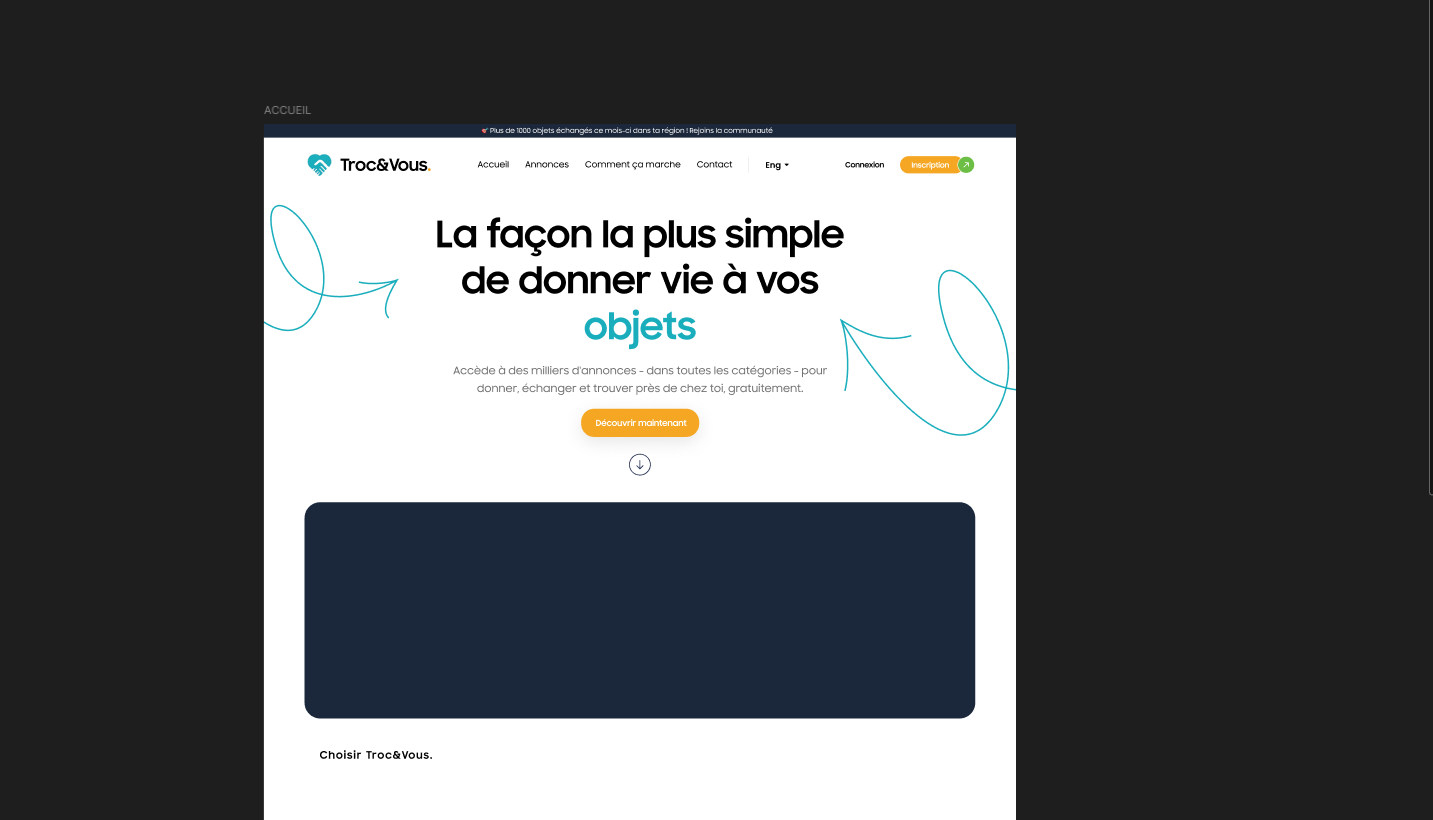 ACCUEIL
Plus de 1000 objets échangés ce mois-ci dans ta région ! Rejoins la communauté
Troc&Vous. Accueil Annonces Comment ça marche Contact Eng Connexion Inscription
La façon la plus simple
de donner vie à vos
objets
Accède à des milliers d'annonces - dans toutes les catégories - pour
donner, échanger et trouver près de chez toi, gratuitement.
Découvrir maintenant
Choisir Troc&Vous.